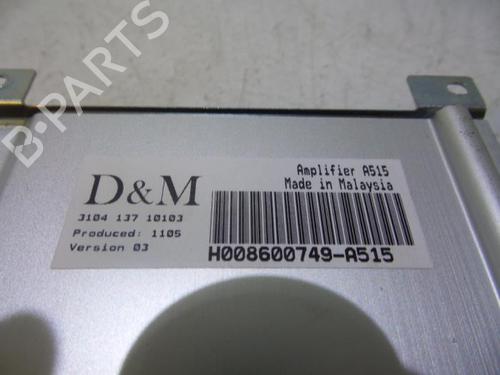 B-PARTS
D&M
3104 137 10103
Produced: 1105
Version 03
Amplifier A515
Made in Malaysia
H008600749-A515